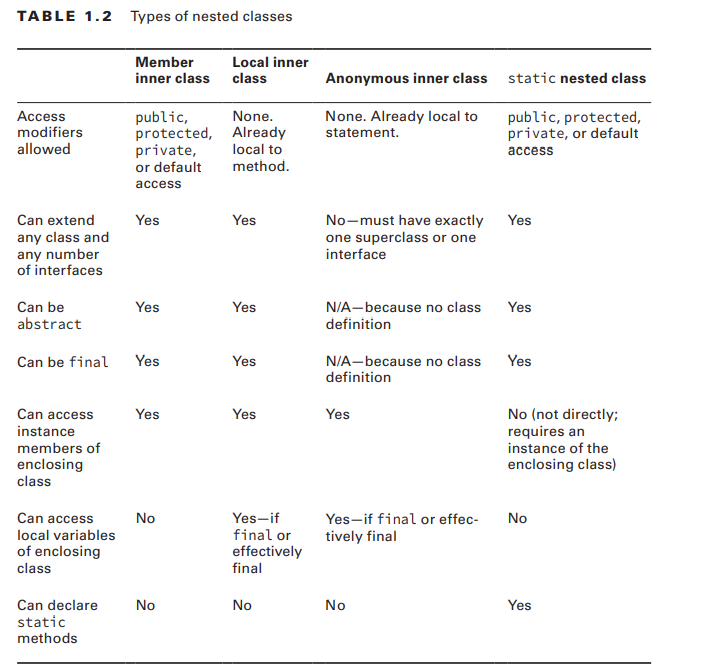 TABLE 1.2 Types of nested classes
Member inner class
Local inner class
Anonymous inner class
static nested class
Access modifiers allowed
public, protected, private, or default access
None. Already local to method.
None. Already local to statement.
public, protected, private, or default access
Can extend any class and any number of interfaces
Yes
Yes
No—must have exactly one superclass or one interface
Yes
Can be abstract
Yes
Yes
N/A—because no class definition
Yes
Can be final
Yes
Yes
N/A—because no class definition
Yes
Can access instance members of enclosing class
Yes
Yes
Yes
No (not directly; requires an instance of the enclosing class)
Can access local variables of enclosing class
No
Yes—if final or effectively final
Yes—if final or effec-
tively final
No
Can declare static methods
No
No
No
Yes